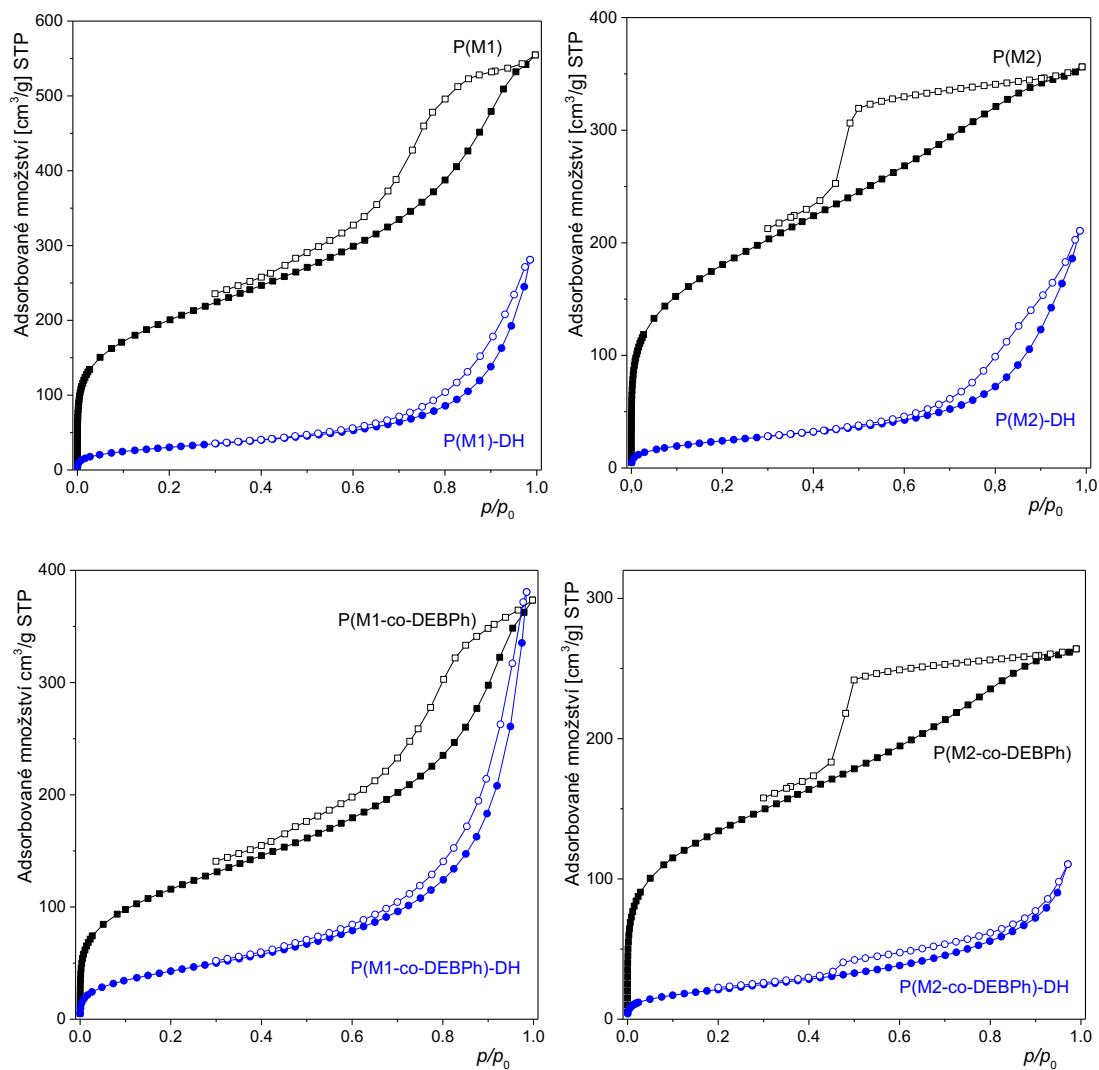 Adsorbované množství [cm³/g] STP
600
500
400
300
200
100
0
P(M1)
P(M1)-DH
0.0 0.2 0.4 0.6 0.8 1.0
p/p₀
Adsorbované množství [cm³/g] STP
400
300
200
100
0
P(M2)
P(M2)-DH
0,0 0,2 0,4 0,6 0,8 1,0
p/p₀
Adsorbované množství cm³/g] STP
400
300
200
100
0
P(M1-co-DEBPh)
P(M1-co-DEBPh)-DH
0.0 0.2 0.4 0.6 0.8 1.0
p/p₀
Adsorbované množství [cm³/g] STP
300
200
100
0
P(M2-co-DEBPh)
P(M2-co-DEBPh)-DH
0.0 0.2 0.4 0.6 0.8 1.0
p/p₀